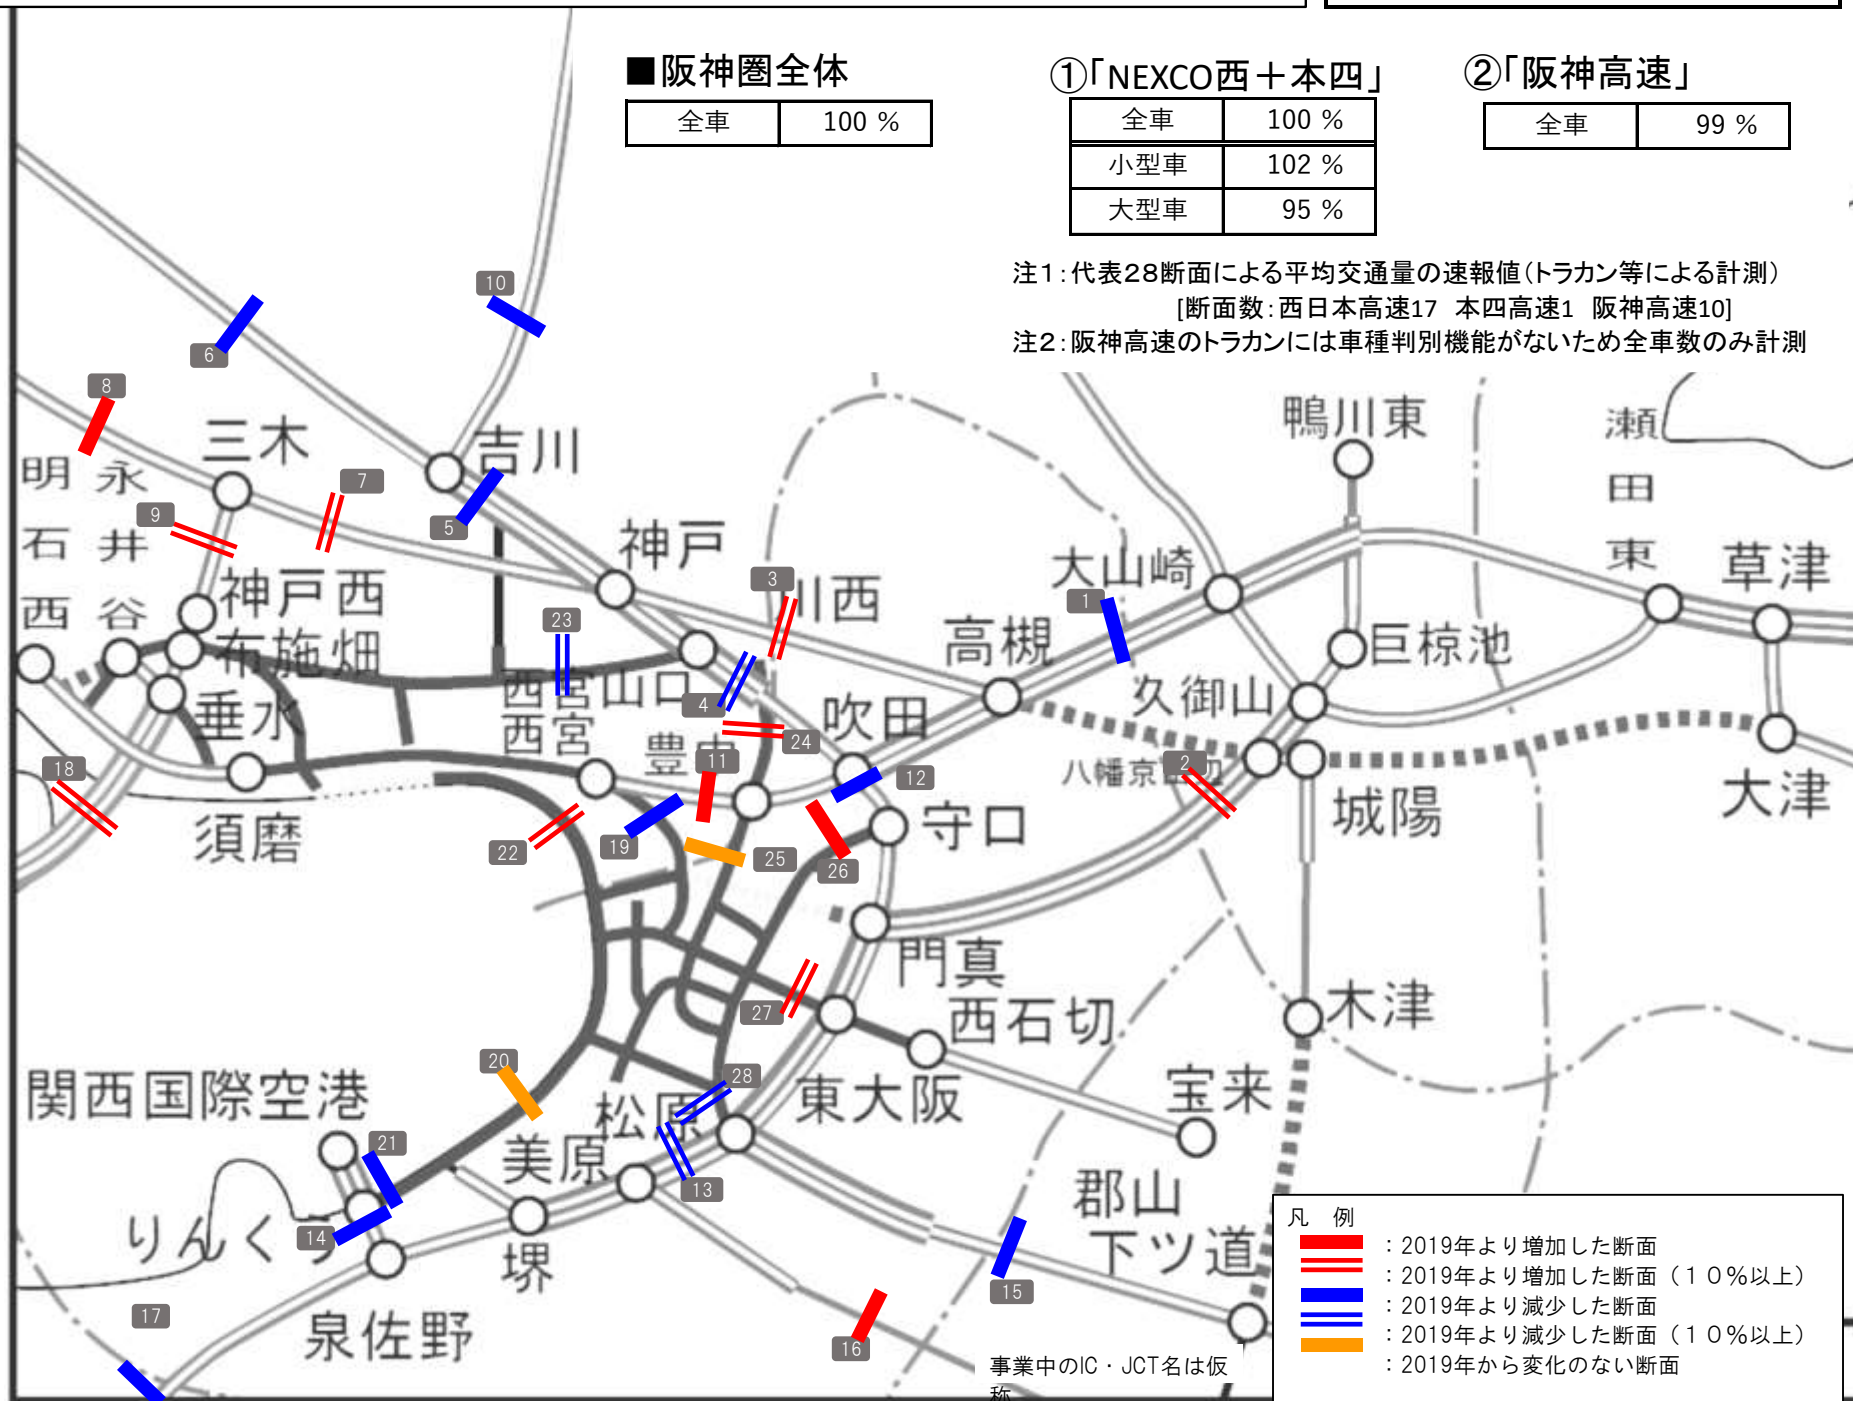 ■阪神圏全体
全車 100 %
①「NEXCO西＋本四」
全車 100 %
小型車 102 %
大型車 95 %
②「阪神高速」
全車 99 %
注1：代表28断面による平均交通量の速報値（トラカン等による計測）
[断面数：西日本高速17 本四高速1 阪神高速10]
注2：阪神高速のトラカンには車種判別機能がないため全車数のみ計測
10
6
8
三木
吉川
鴨川東
瀬田東
明石西
永井谷
7
9
5
神戸
大山崎
草津
神戸西
3
川西
1
布施畑
23
高槻
巨椋池
西宮山口
4
久御山
垂水
西宮
吹田
24
豊中
11
18
12
八幡京田辺
2
城陽
大津
須磨
22
19
25
26
守口
門真
27
西石切
木津
20
28
関西国際空港
松原
東大阪
宝来
21
美原
13
郡山
りんくう
14
堺
下ツ道
15
17
泉佐野
16
事業中のIC・JCT名は仮
称
凡 例
：2019年より増加した断面
：2019年より増加した断面（１０％以上）
：2019年より減少した断面
：2019年より減少した断面（１０％以上）
：2019年から変化のない断面